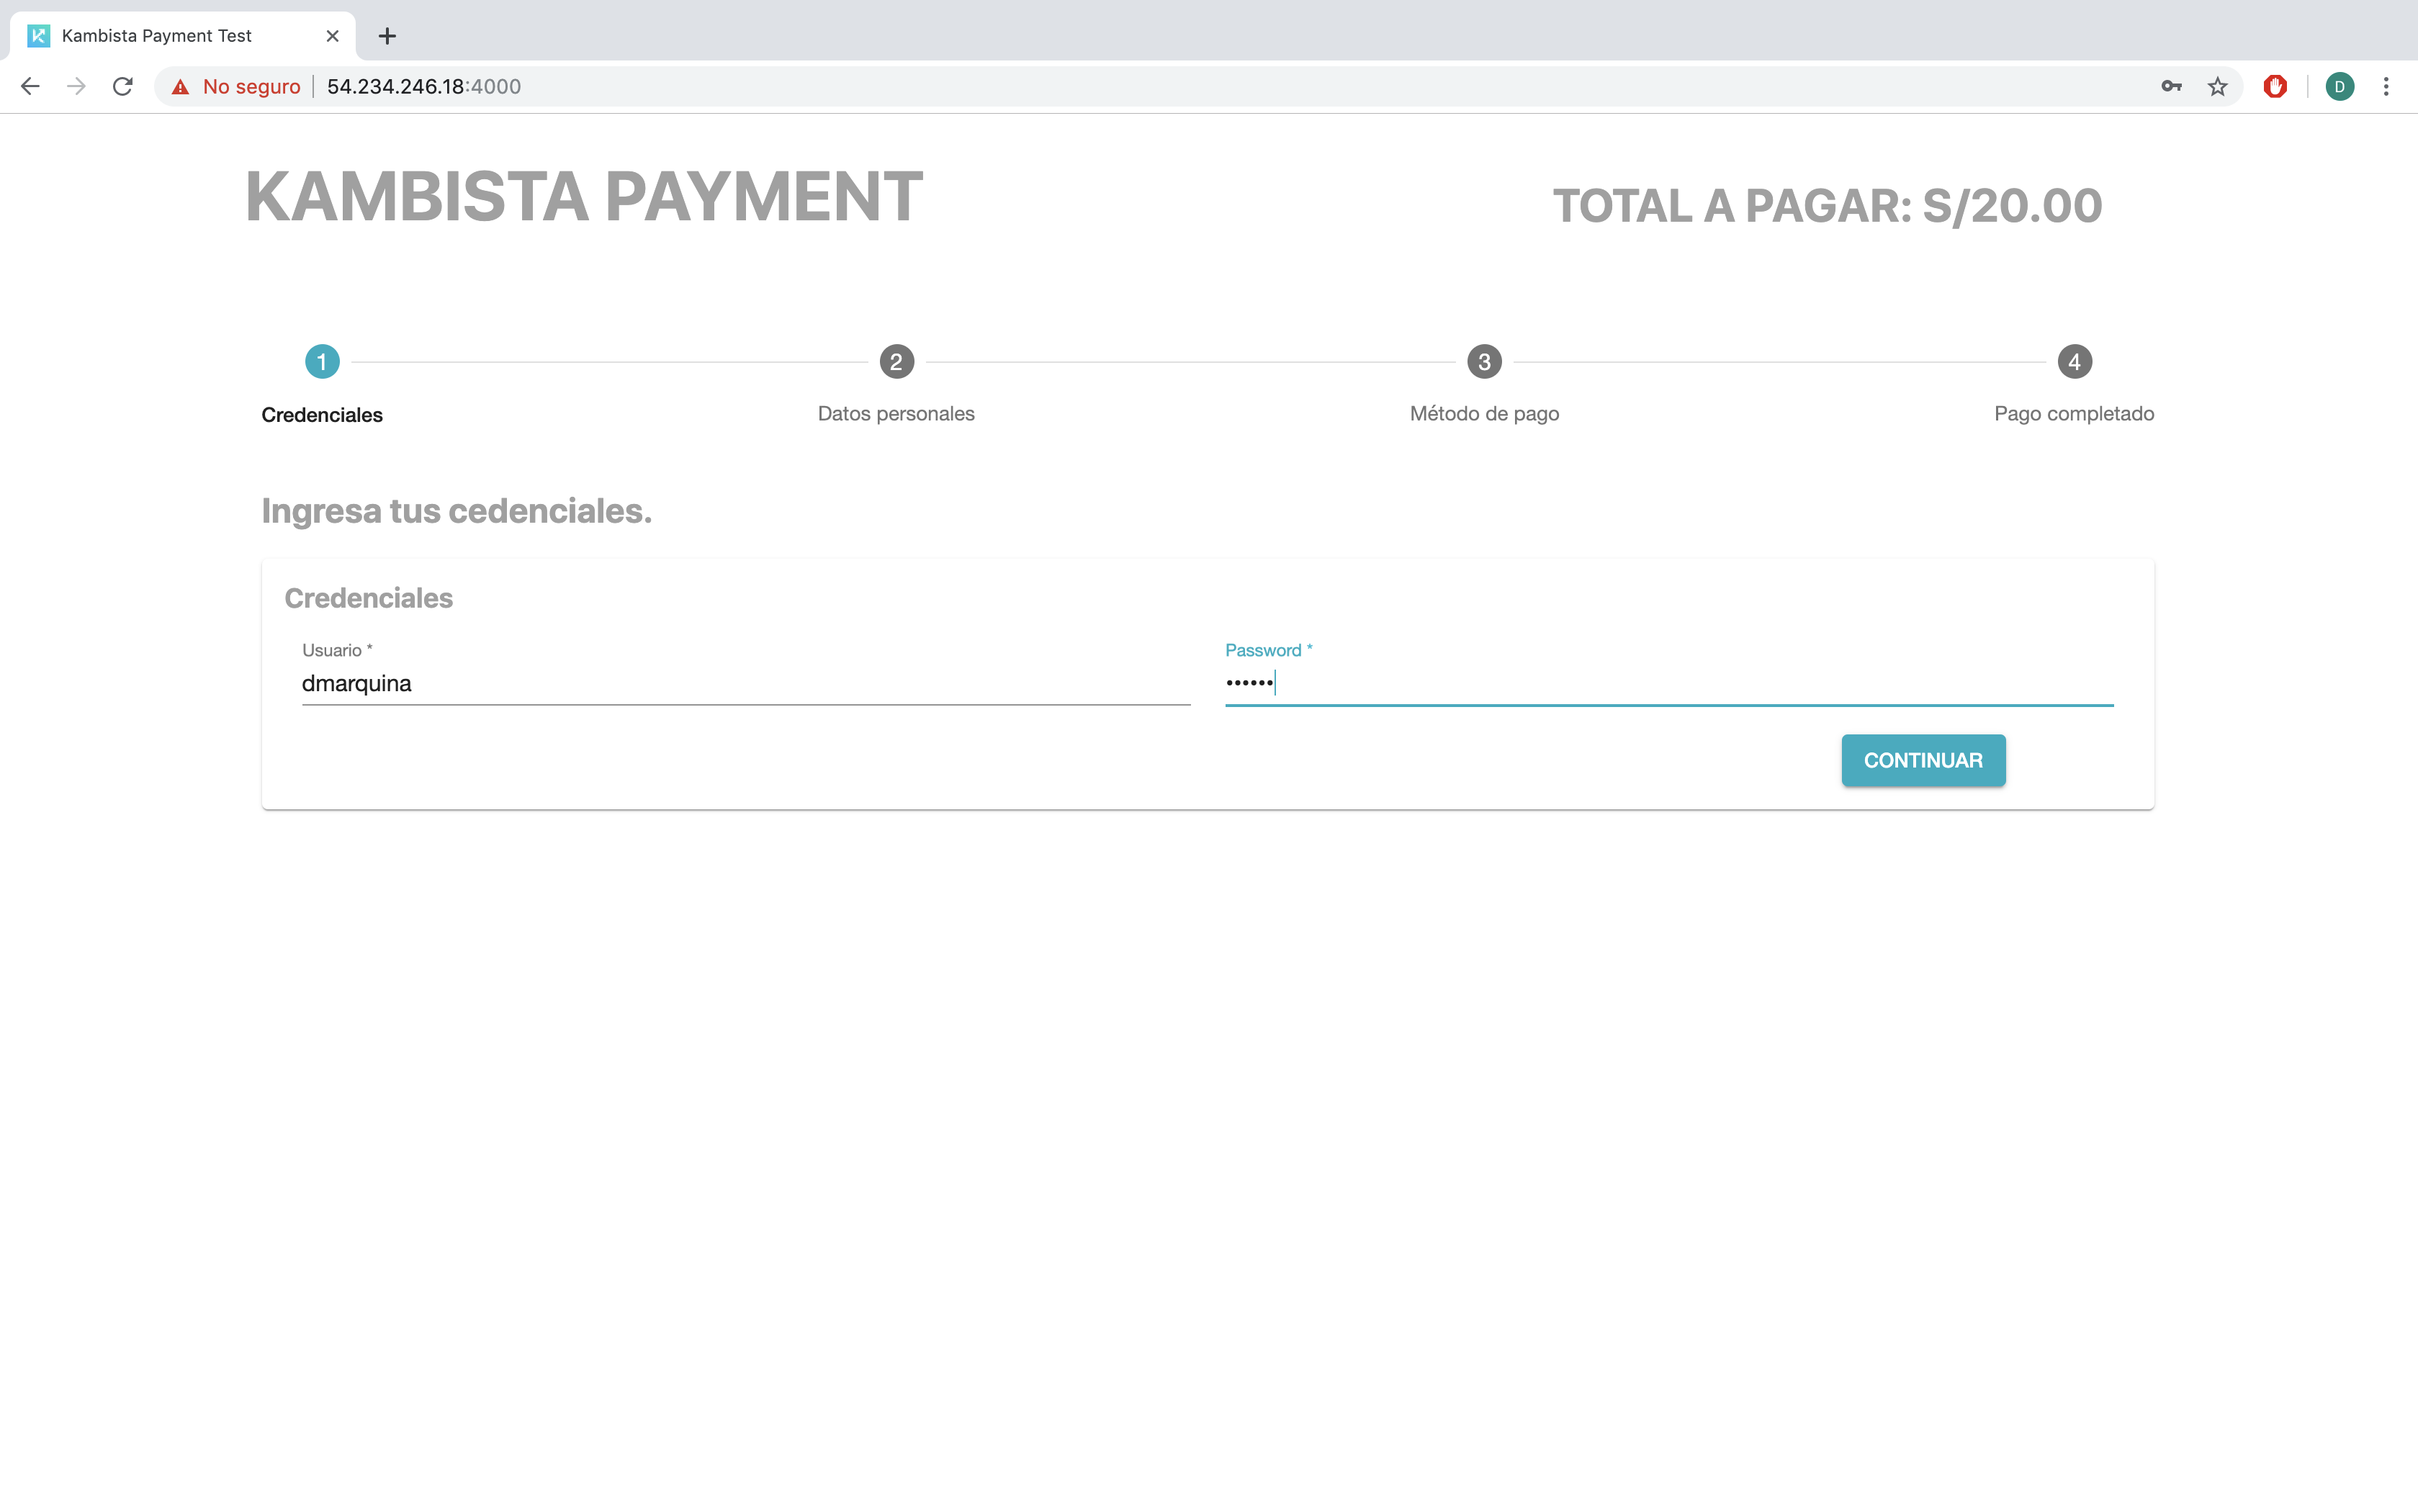 Kambista Payment Test
No seguro 54.234.246.18:4000
D
KAMBISTA PAYMENT
TOTAL A PAGAR: S/20.00
1 2 3 4
Credenciales Datos personales Método de pago Pago completado
Ingresa tus cedenciales.
Credenciales
Usuario * Password *
dmarquina ••••••
CONTINUAR